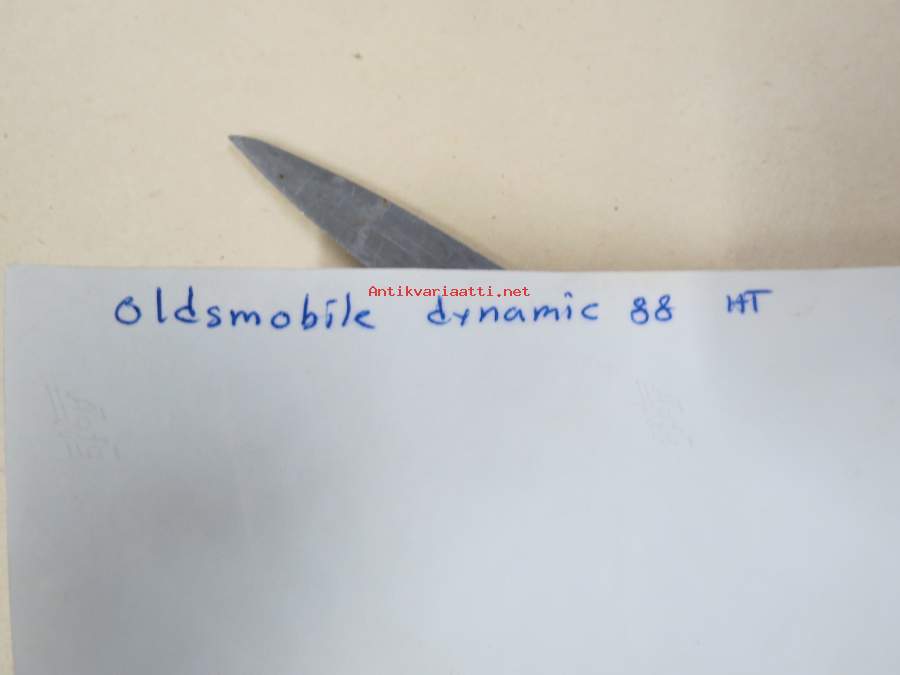 Antikvariaatti.net
Oldsmobile dynamic 88 HT